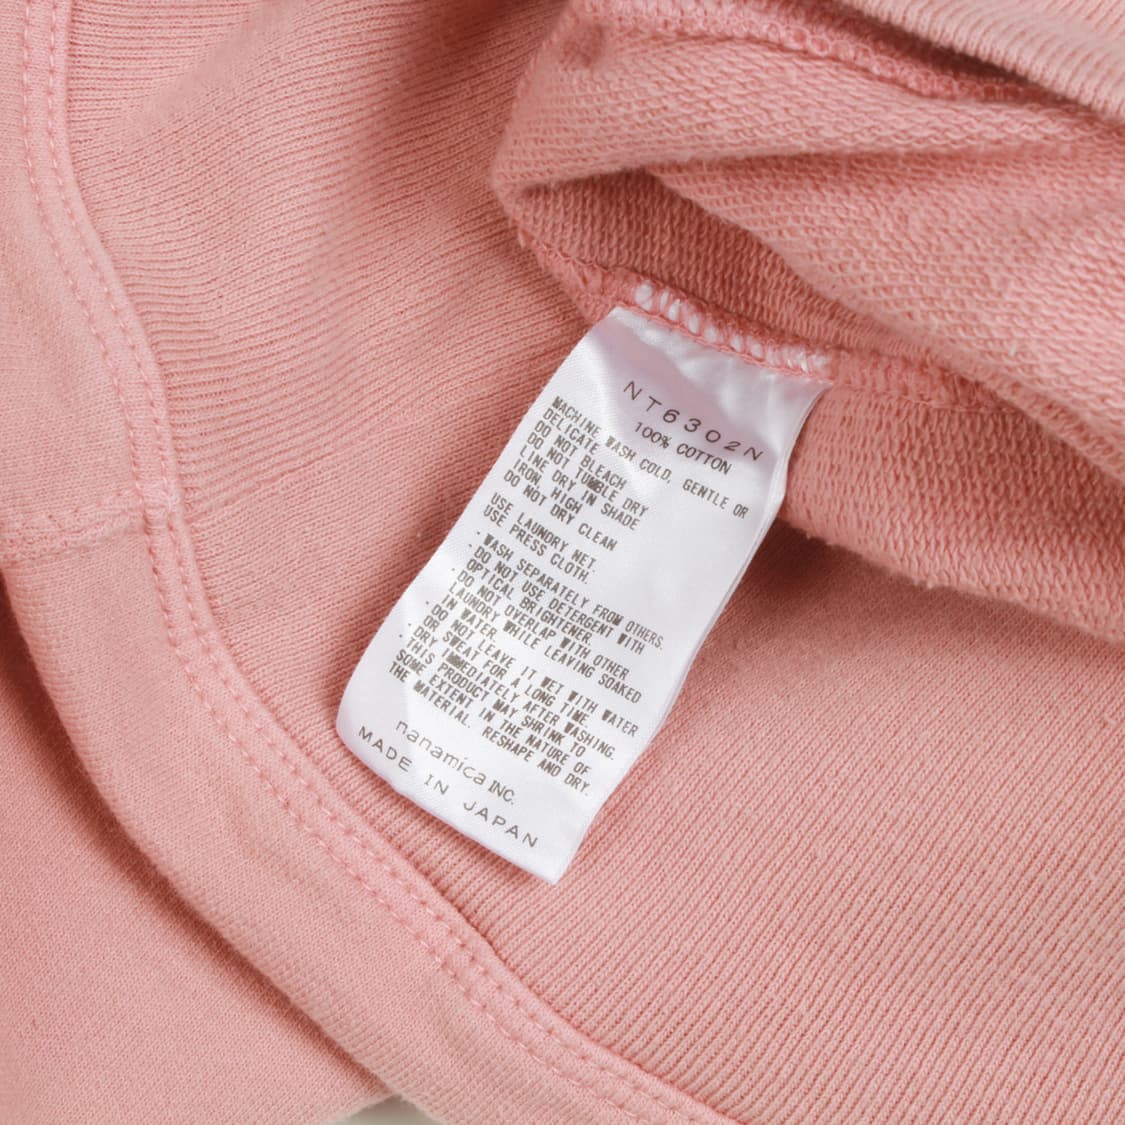 NT6302N
100% COTTON
MACHINE WASH COLD, GENTLE OR
DELICATE
DO NOT BLEACH
DO NOT TUMBLE DRY
LINE DRY IN SHADE
IRON, HIGH
DO NOT DRY CLEAN
USE LAUNDRY NET.
USE PRESS CLOTH.
・WASH SEPARATELY FROM OTHERS.
・DO NOT USE DETERGENT WITH
OPTICAL BRIGHTENER.
・DO NOT OVERLAP WITH OTHER
LAUNDRY WHILE LEAVING SOAKED
IN WATER.
・DO NOT LEAVE IT WET WITH WATER
OR SWEAT FOR A LONG TIME.
・DRY IMMEDIATELY AFTER WASHING.
・THIS PRODUCT MAY SHRINK TO
SOME EXTENT IN THE NATURE OF
THE MATERIAL. RESHAPE AND DRY.
nanamica INC.
MADE IN JAPAN